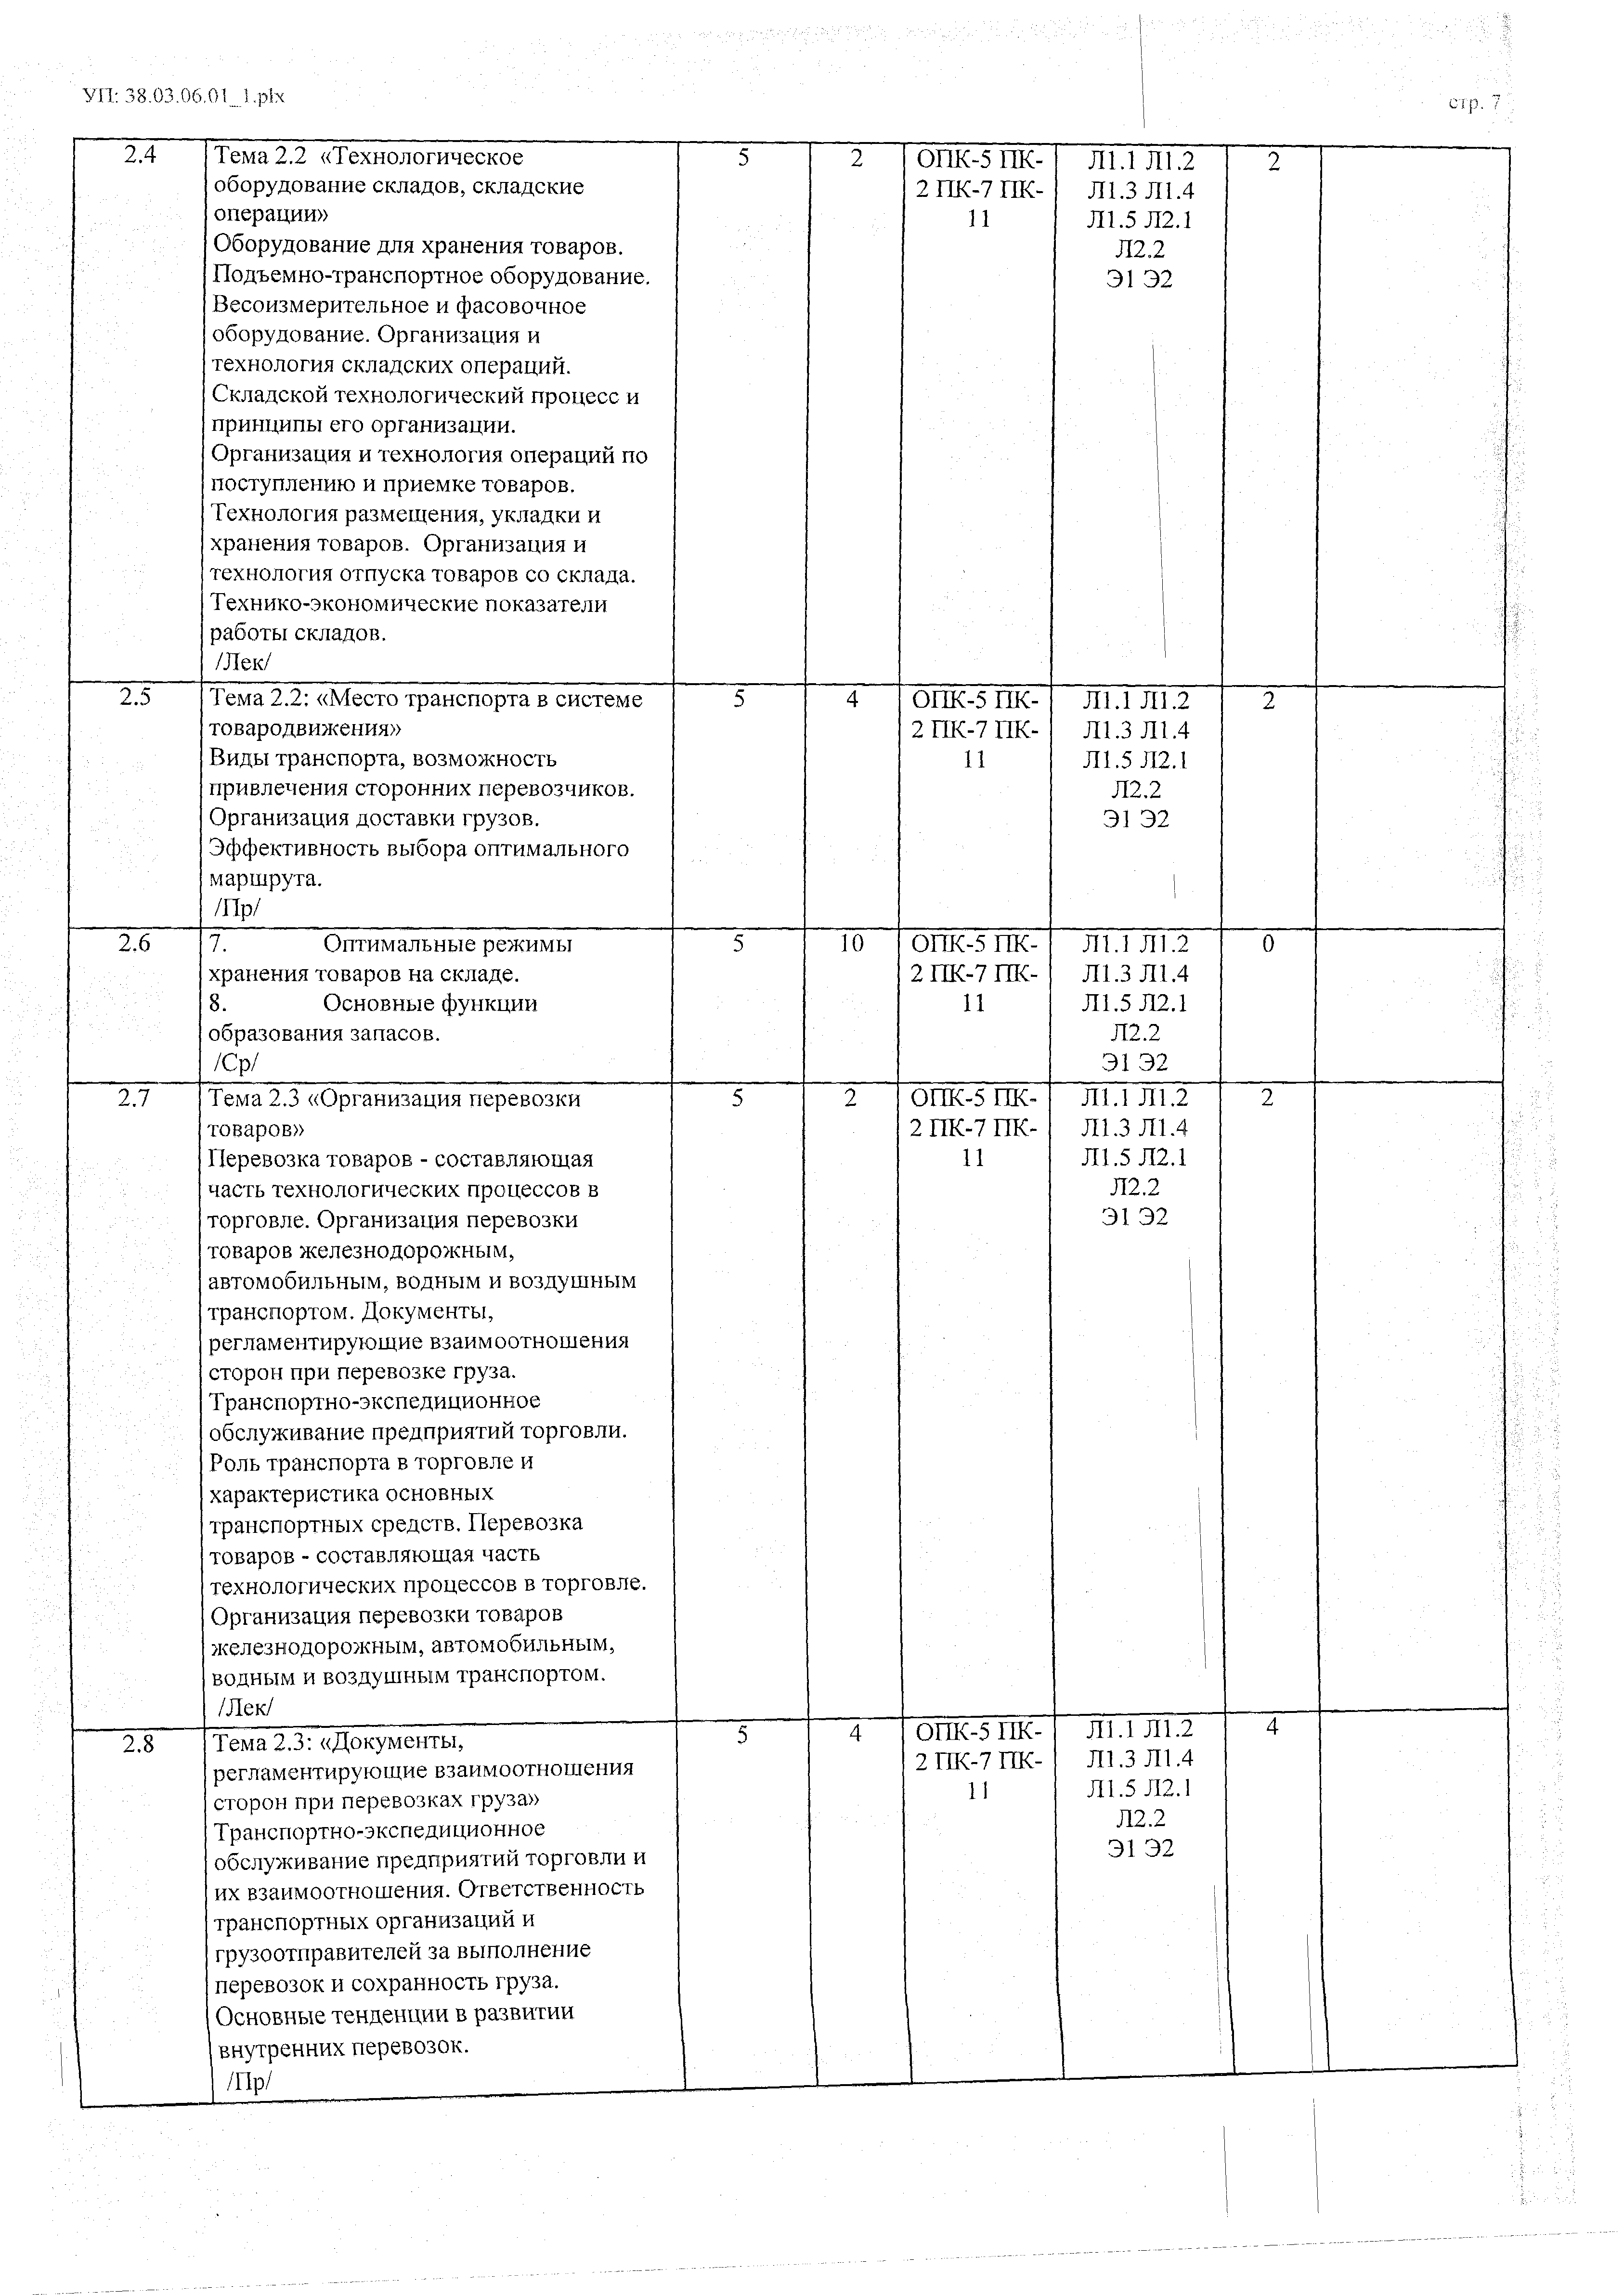 УП: 38.03.06.01_1.plx
стр. 7
2.4
Тема 2.2 «Технологическое
оборудование складов, складские
операции»
Оборудование для хранения товаров.
Подъемно-транспортное оборудование.
Весоизмерительное и фасовочное
оборудование. Организация и
технология складских операций.
Складской технологический процесс и
принципы его организации.
Организация и технология операций по
поступлению и приемке товаров.
Технология размещения, укладки и
хранения товаров. Организация и
технология отпуска товаров со склада.
Технико-экономические показатели
работы складов.
/Лек/
5
2
ОПК-5 ПК-
2 ПК-7 ПК-
11
Л1.1 Л1.2
Л1.3 Л1.4
Л1.5 Л2.1
Л2.2
Э1 Э2
2
2.5
Тема 2.2: «Место транспорта в системе
товародвижения»
Виды транспорта, возможность
привлечения сторонних перевозчиков.
Организация доставки грузов.
Эффективность выбора оптимального
маршрута.
/Пр/
5
4
ОПК-5 ПК-
2 ПК-7 ПК-
11
Л1.1 Л1.2
Л1.3 Л1.4
Л1.5 Л2.1
Л2.2
Э1 Э2
2
2.6
7. Оптимальные режимы
хранения товаров на складе.
8. Основные функции
образования запасов.
/Ср/
5
10
ОПК-5 ПК-
2 ПК-7 ПК-
11
Л1.1 Л1.2
Л1.3 Л1.4
Л1.5 Л2.1
Л2.2
Э1 Э2
0
2.7
Тема 2.3 «Организация перевозки
товаров»
Перевозка товаров - составляющая
часть технологических процессов в
торговле. Организация перевозки
товаров железнодорожным,
автомобильным, водным и воздушным
транспортом. Документы,
регламентирующие взаимоотношения
сторон при перевозке груза.
Транспортно-экспедиционное
обслуживание предприятий торговли.
Роль транспорта в торговле и
характеристика основных
транспортных средств. Перевозка
товаров - составляющая часть
технологических процессов в торговле.
Организация перевозки товаров
железнодорожным, автомобильным,
водным и воздушным транспортом.
/Лек/
5
2
ОПК-5 ПК-
2 ПК-7 ПК-
11
Л1.1 Л1.2
Л1.3 Л1.4
Л1.5 Л2.1
Л2.2
Э1 Э2
2
2.8
Тема 2.3: «Документы,
регламентирующие взаимоотношения
сторон при перевозках груза»
Транспортно-экспедиционное
обслуживание предприятий торговли и
их взаимоотношения. Ответственность
транспортных организаций и
грузоотправителей за выполнение
перевозок и сохранность груза.
Основные тенденции в развитии
внутренних перевозок.
/Пр/
5
4
ОПК-5 ПК-
2 ПК-7 ПК-
11
Л1.1 Л1.2
Л1.3 Л1.4
Л1.5 Л2.1
Л2.2
Э1 Э2
4